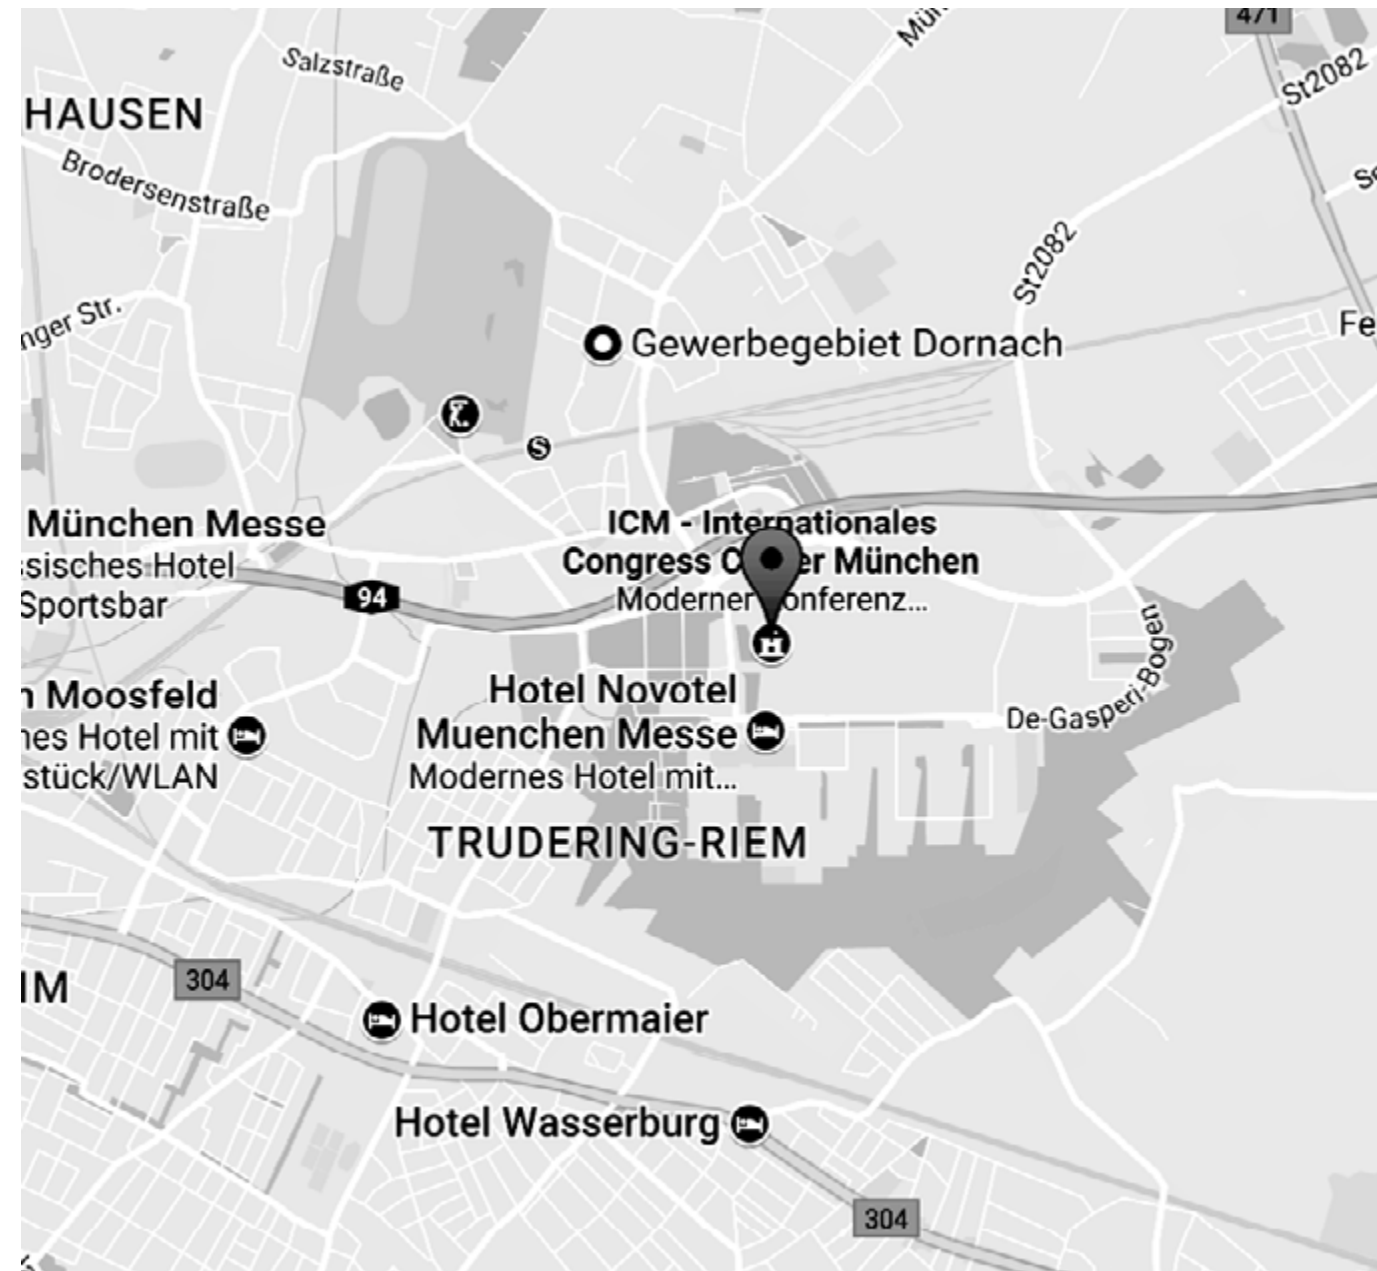 471
Mün
Salzstraße
St2082
HAUSEN
Brodersenstraße
St2082
nger Str.
Fe
Gewerbegebiet Dornach
S
München Messe
ssisches Hotel
Sportsbar
ICM - Internationales
Congress C er München
Moderner onferenz...
94
De-Gasperi-Bogen
n Moosfeld
nes Hotel mit
stück/WLAN
Hotel Novotel
Muenchen Messe
Modernes Hotel mit...
TRUDERING-RIEM
IM
304
Hotel Obermaier
Hotel Wasserburg
304